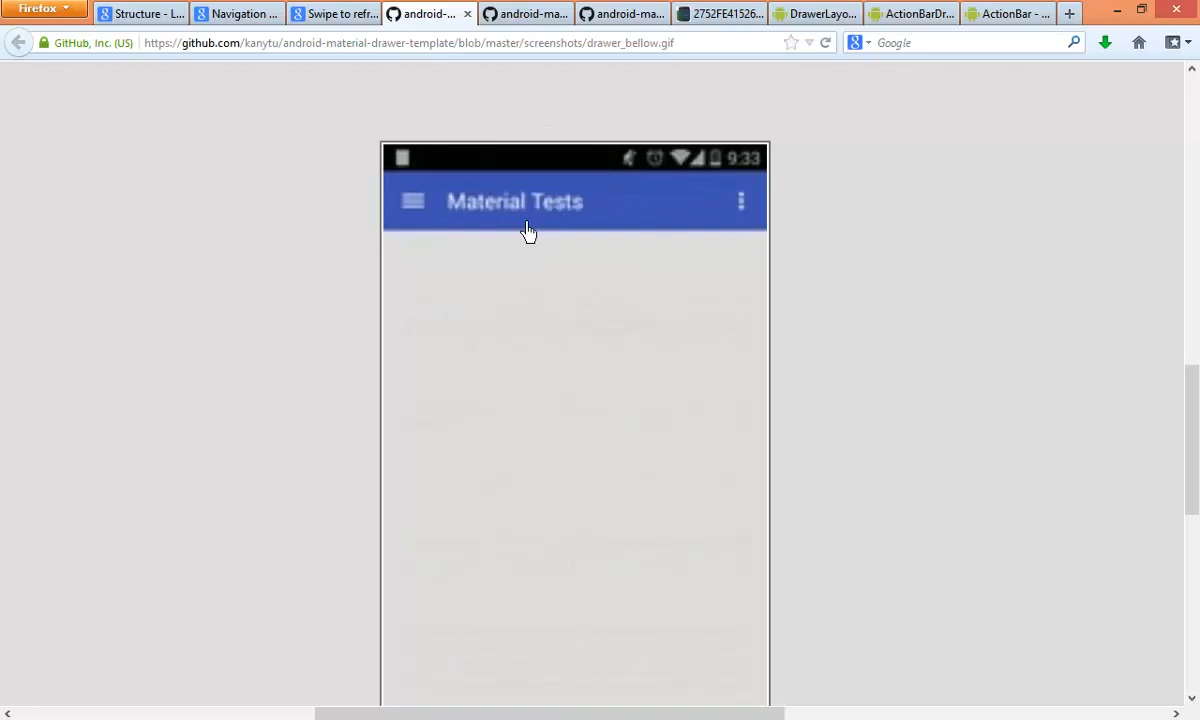 Firefox
Structure - L...
Navigation ...
Swipe to refr...
android-...
android-ma...
android-ma...
2752FE41526...
DrawerLayo...
ActionBarDr...
ActionBar - ...
GitHub, Inc. (US)
https://github.com/kanytu/android-material-drawer-template/blob/master/screenshots/drawer_bellow.gif
Google
9:33
Material Tests